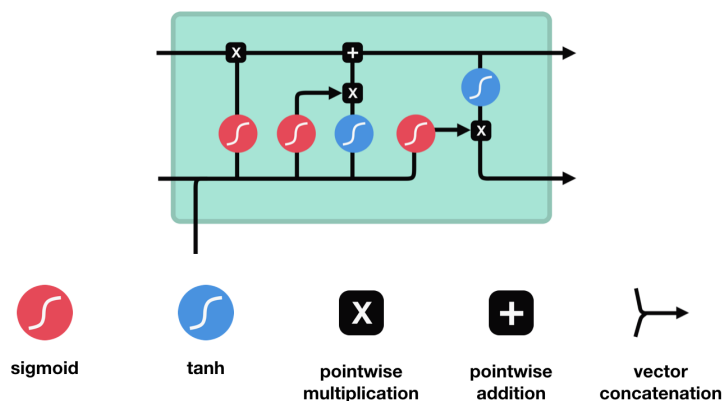 X
+
X
X
X
+
sigmoid
tanh
pointwise
multiplication
pointwise
addition
vector
concatenation